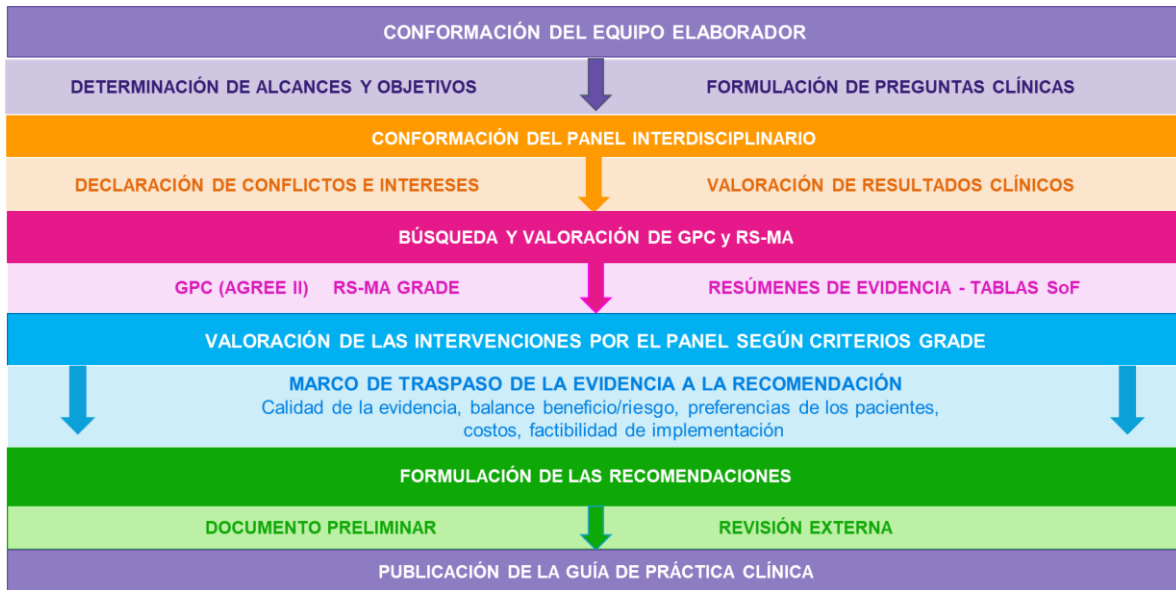 CONFORMACIÓN DEL EQUIPO ELABORADOR
DETERMINACIÓN DE ALCANCES Y OBJETIVOS
FORMULACIÓN DE PREGUNTAS CLÍNICAS
CONFORMACIÓN DEL PANEL INTERDISCIPLINARIO
DECLARACIÓN DE CONFLICTOS E INTERESES
VALORACIÓN DE RESULTADOS CLÍNICOS
BÚSQUEDA Y VALORACIÓN DE GPC y RS-MA
GPC (AGREE II) RS-MA GRADE
RESÚMENES DE EVIDENCIA - TABLAS SoF
VALORACIÓN DE LAS INTERVENCIONES POR EL PANEL SEGÚN CRITERIOS GRADE
MARCO DE TRASPASO DE LA EVIDENCIA A LA RECOMENDACIÓN
Calidad de la evidencia, balance beneficio/riesgo, preferencias de los pacientes,
costos, factibilidad de implementación
FORMULACIÓN DE LAS RECOMENDACIONES
DOCUMENTO PRELIMINAR
REVISIÓN EXTERNA
PUBLICACIÓN DE LA GUÍA DE PRÁCTICA CLÍNICA